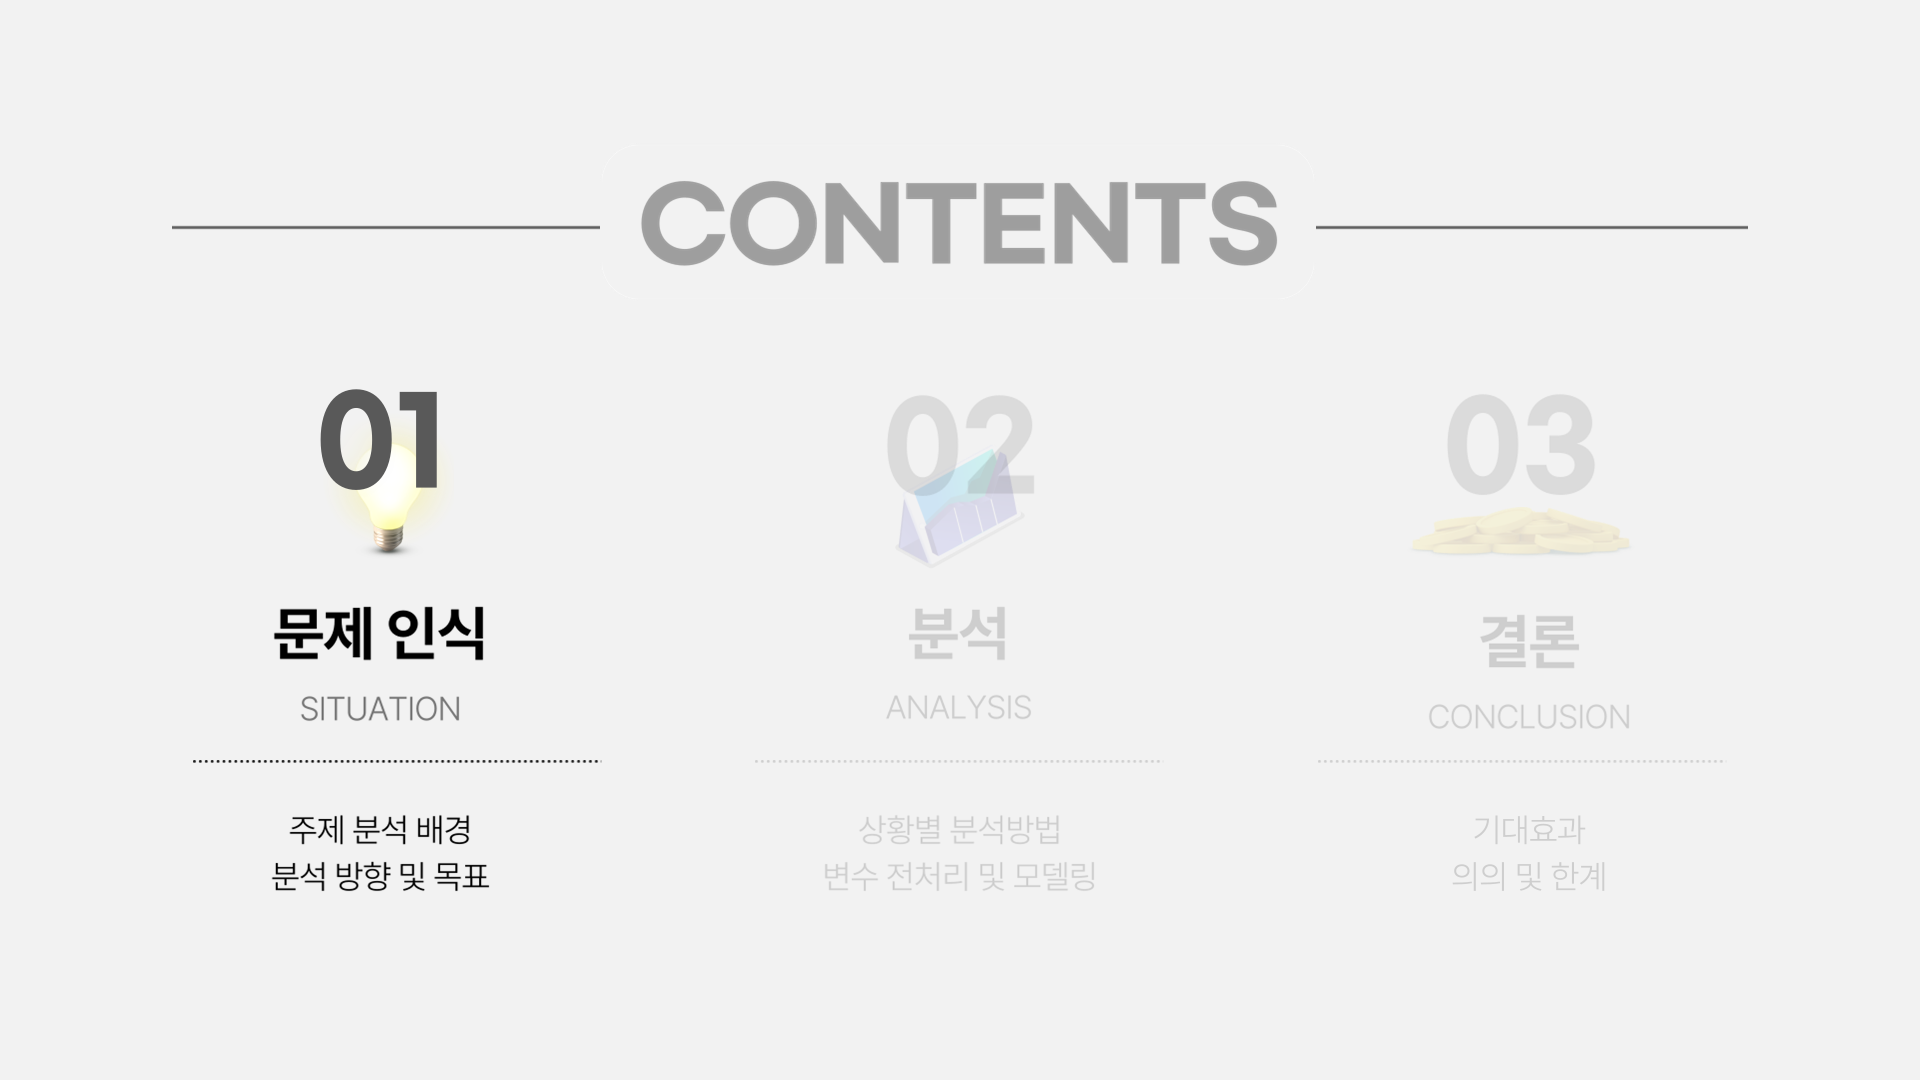 CONTENTS
01
문제 인식
SITUATION
주제 분석 배경
분석 방향 및 목표
02
분석
ANALYSIS
상황별 분석방법
변수 전처리 및 모델링
03
결론
CONCLUSION
기대효과
의의 및 한계